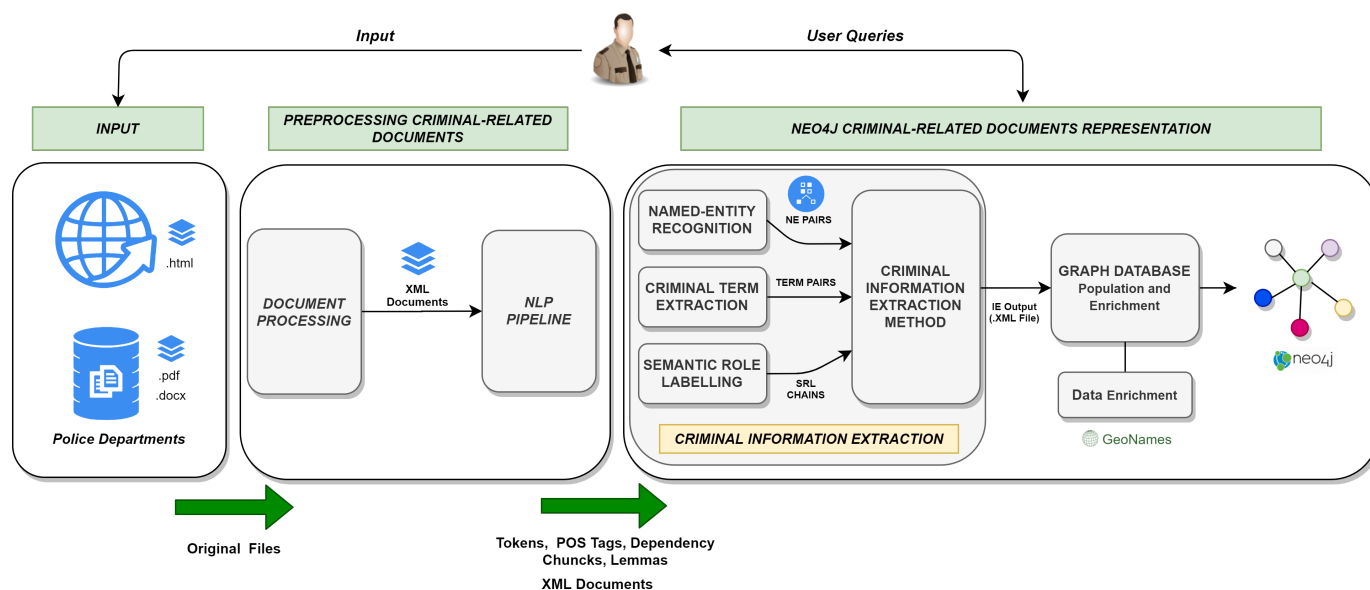 Input
User Queries
INPUT
PREPROCESSING CRIMINAL-RELATED
DOCUMENTS
NEO4J CRIMINAL-RELATED DOCUMENTS REPRESENTATION
.html
.pdf
.docx
Police Departments
DOCUMENT
PROCESSING
XML
Documents
NLP
PIPELINE
NAMED-ENTITY
RECOGNITION
NE PAIRS
CRIMINAL TERM
EXTRACTION
TERM PAIRS
SEMANTIC ROLE
LABELLING
SRL
CHAINS
CRIMINAL
INFORMATION
EXTRACTION
METHOD
CRIMINAL INFORMATION EXTRACTION
IE Output
(.XML File)
GRAPH DATABASE
Population and
Enrichment
Data Enrichment
GeoNames
neo4j
Original Files
Tokens, POS Tags, Dependency
Chuncks, Lemmas
XML Documents